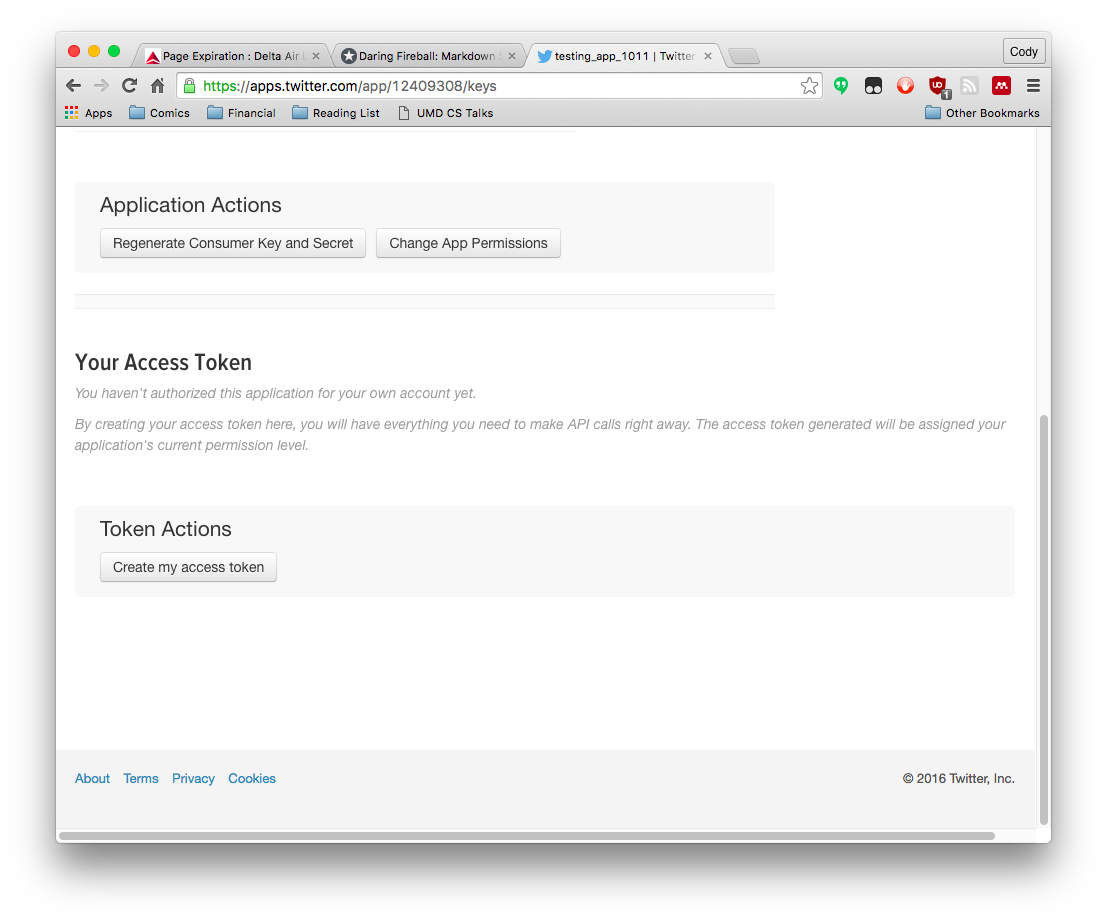 Page Expiration : Delta Air
Daring Fireball: Markdown
testing_app_1011 | Twitter
Cody
https://apps.twitter.com/app/12409308/keys
1
Apps
Comics
Financial
Reading List
UMD CS Talks
Other Bookmarks
Application Actions
Regenerate Consumer Key and Secret
Change App Permissions
Your Access Token
You haven't authorized this application for your own account yet.
By creating your access token here, you will have everything you need to make API calls right away. The access token generated will be assigned your
application's current permission level.
Token Actions
Create my access token
About
Terms
Privacy
Cookies
© 2016 Twitter, Inc.